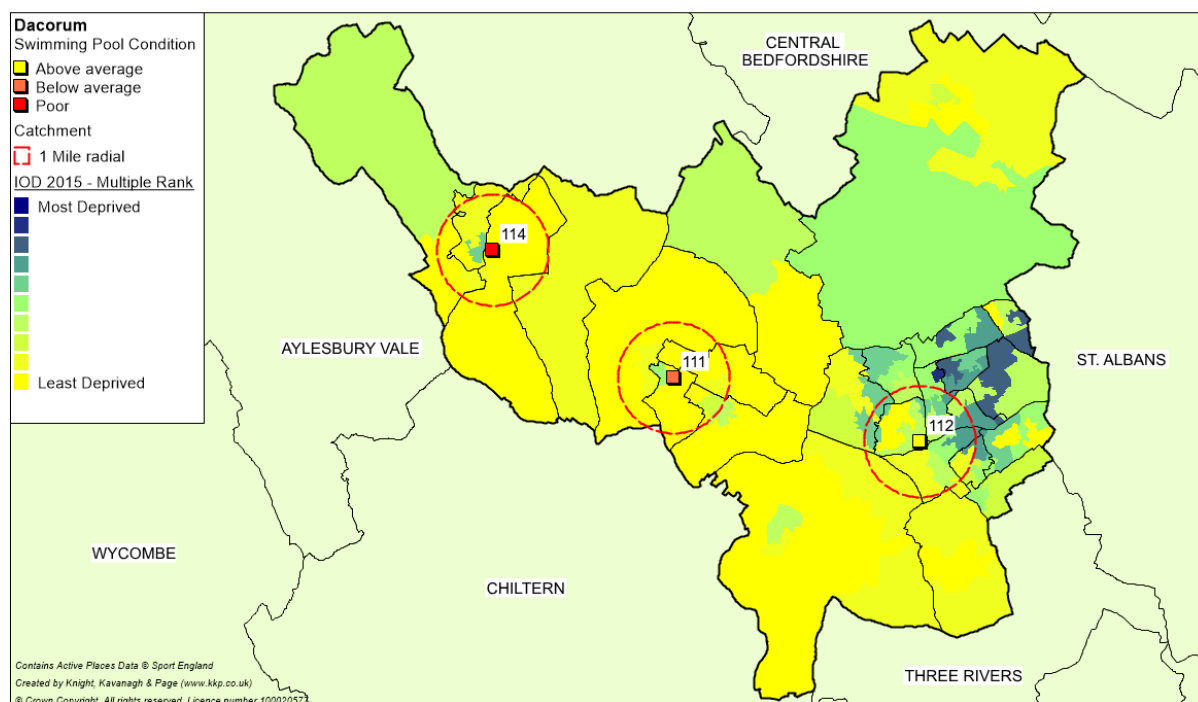 Dacorum
Swimming Pool Condition
Above average
Below average
Poor
Catchment
1 Mile radial
IOD 2015 - Multiple Rank
Most Deprived
Least Deprived
CENTRAL
BEDFORDSHIRE
114
AYLESBURY VALE
111
ST. ALBANS
112
WYCOMBE
CHILTERN
THREE RIVERS
Contains Active Places Data © Sport England
Created by Knight, Kavanagh & Page (www.kkp.co.uk)
© Crown Copyright. All rights reserved. Licence number 100020577